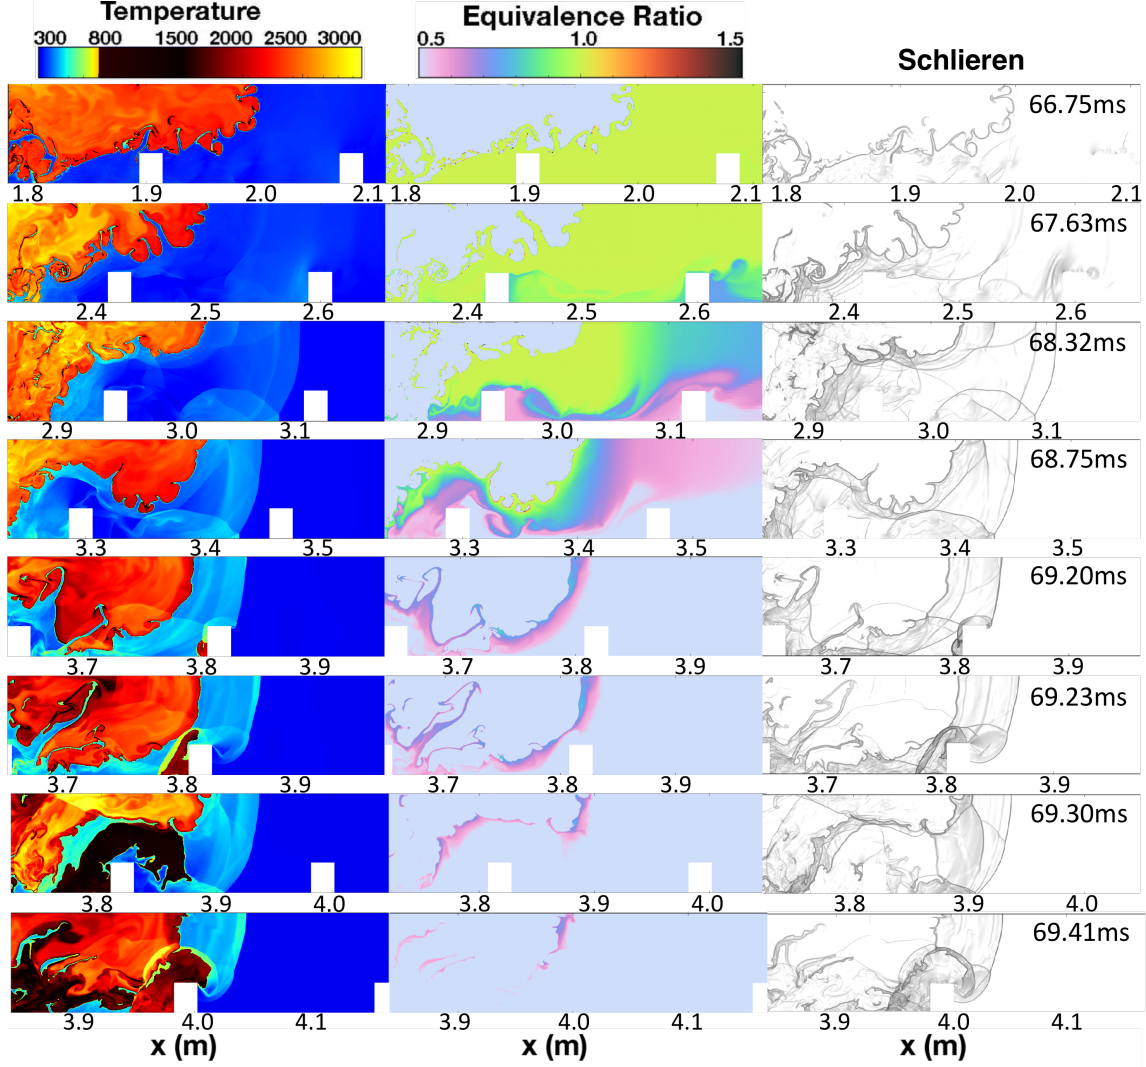 Temperature Equivalence Ratio
300 800 1500 2000 2500 3000 0.5 1.0 1.5
Schlieren
66.75ms
1.8 1.9 2.0 2.1 1.8 1.9 2.0 2.1 1.8 1.9 2.0 2.1
67.63ms
2.4 2.5 2.6 2.4 2.5 2.6 2.4 2.5 2.6
68.32ms
2.9 3.0 3.1 2.9 3.0 3.1 2.9 3.0 3.1
68.75ms
3.3 3.4 3.5 3.3 3.4 3.5 3.3 3.4 3.5
69.20ms
3.7 3.8 3.9 3.7 3.8 3.9 3.7 3.8 3.9
69.23ms
3.7 3.8 3.9 3.7 3.8 3.9 3.7 3.8 3.9
69.30ms
3.8 3.9 4.0 3.8 3.9 4.0 3.8 3.9 4.0
69.41ms
3.9 4.0 4.1 3.9 4.0 4.1 3.9 4.0 4.1
x (m) x (m) x (m)